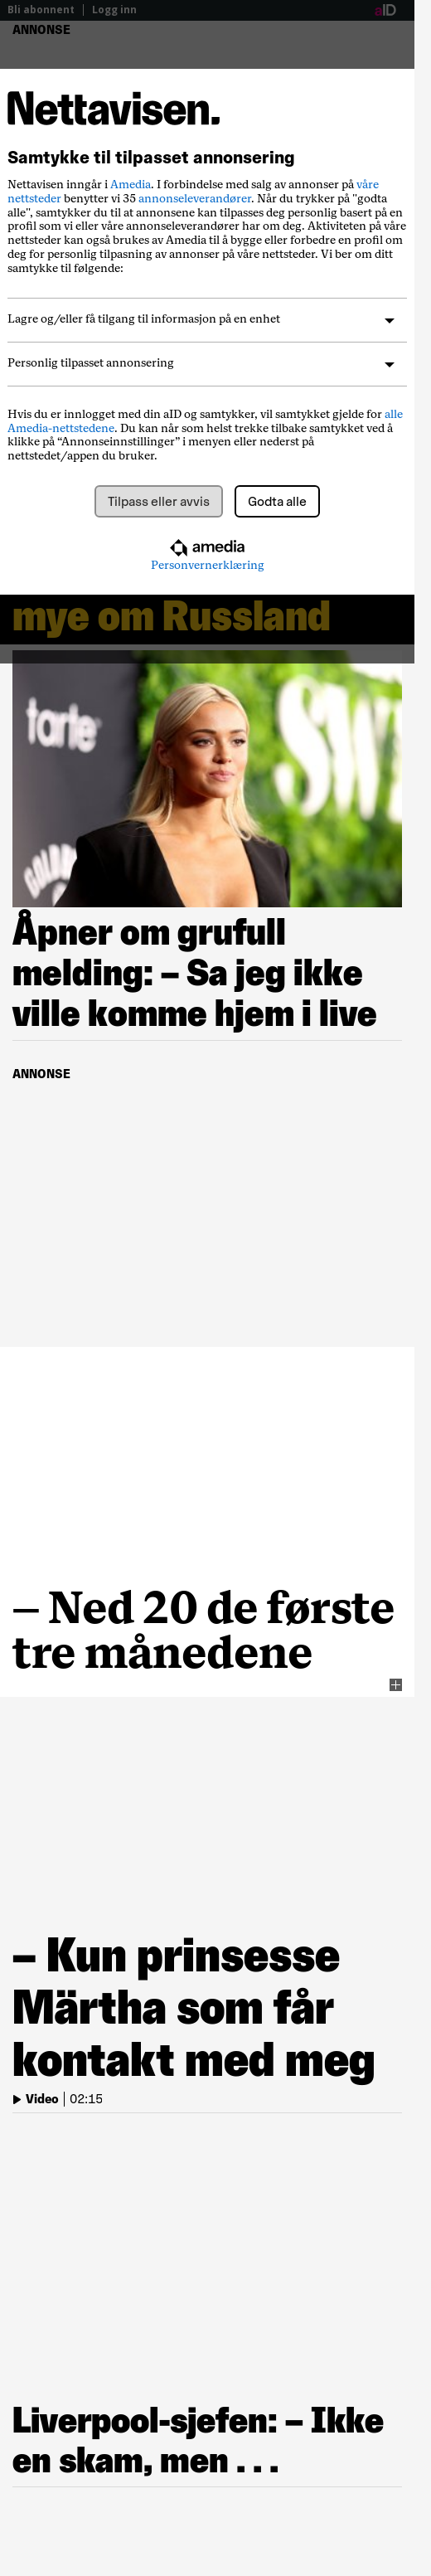 Bli abonnent | Logg inn
aID
ANNONSE
Nettavisen.
Samtykke til tilpasset annonsering
Nettavisen inngår i Amedia. I forbindelse med salg av annonser på våre
nettsteder benytter vi 35 annonseleverandører. Når du trykker på "godta
alle", samtykker du til at annonsene kan tilpasses deg personlig basert på en
profil som vi eller våre annonseleverandører har om deg. Aktiviteten på våre
nettsteder kan også brukes av Amedia til å bygge eller forbedre en profil om
deg for personlig tilpasning av annonser på våre nettsteder. Vi ber om ditt
samtykke til følgende:
Lagre og/eller få tilgang til informasjon på en enhet
Personlig tilpasset annonsering
Hvis du er innlogget med din aID og samtykker, vil samtykket gjelde for alle
Amedia-nettstedene. Du kan når som helst trekke tilbake samtykket ved å
klikke på “Annonseinnstillinger” i menyen eller nederst på
nettstedet/appen du bruker.
Tilpass eller avvis
Godta alle
amedia
Personvernerklæring
mye om Russland
tarte
SW
Åpner om grufull
melding: – Sa jeg ikke
ville komme hjem i live
ANNONSE
– Ned 20 de første
tre månedene
– Kun prinsesse
Märtha som får
kontakt med meg
Video | 02:15
Liverpool-sjefen: – Ikke
en skam, men . . .